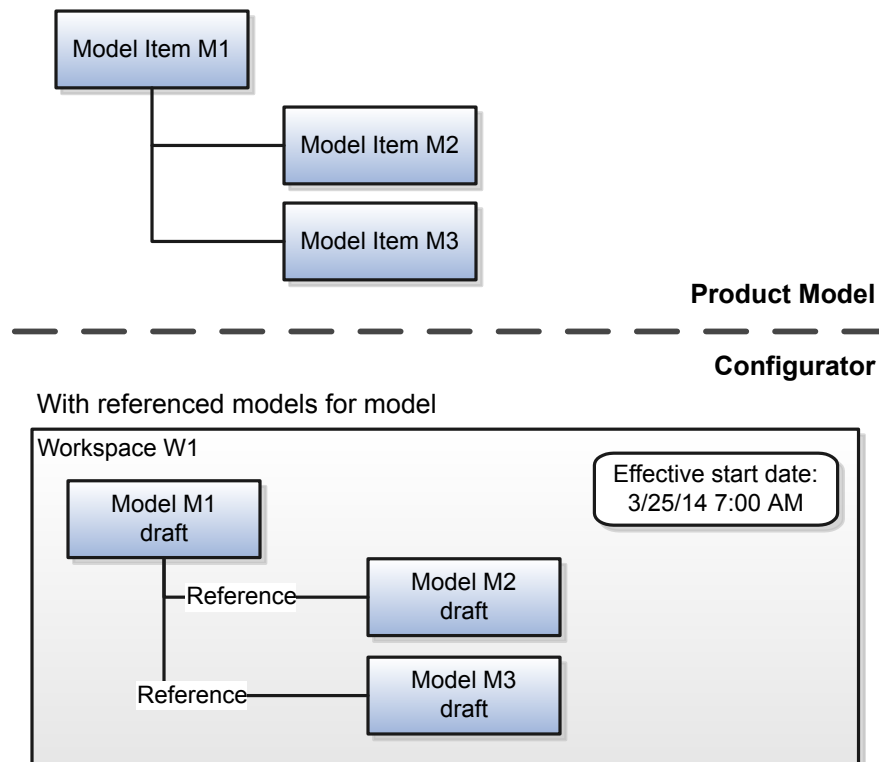 Model Item M1
Model Item M2
Model Item M3
Product Model
Configurator
With referenced models for model
Workspace W1
Effective start date:
3/25/14 7:00 AM
Model M1
draft
Reference
Model M2
draft
Reference
Model M3
draft